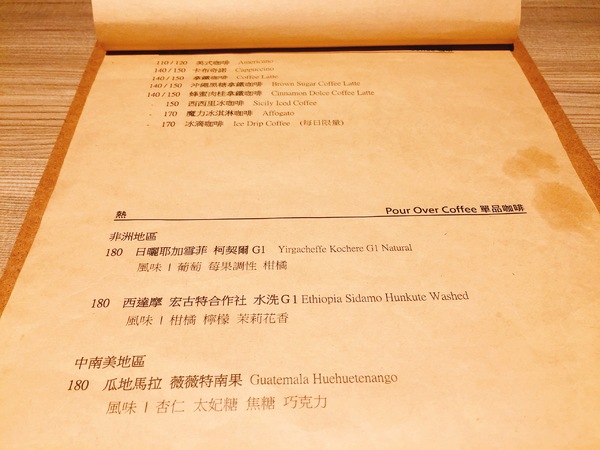 110/120 美式咖啡 Americano
140/150 卡布奇諾 Cappuccino
140/150 拿鐵咖啡 Coffee Latte
140/150 沖繩黑糖拿鐵咖啡 Brown Sugar Coffee Latte
140/150 蜂蜜肉桂拿鐵咖啡 Cinnamon Dolce Coffee Latte
150 西西里冰咖啡 Sicily Iced Coffee
- 170 魔力冰淇淋咖啡 Affogato
- 170 冰滴咖啡 Ice Drip Coffee (每日限量)
熱 Pour Over Coffee 單品咖啡
非洲地區
180 日曬耶加雪菲 柯契爾 G1 Yirgacheffe Kochere G1 Natural
風味 | 葡萄 莓果調性 柑橘
180 西達摩 宏古特合作社 水洗 G1 Ethiopia Sidamo Hunkute Washed
風味 | 柑橘 檸檬 茉莉花香
中南美地區
180 瓜地馬拉 薇薇特南果 Guatemala Huehuetenango
風味 | 杏仁 太妃糖 焦糖 巧克力